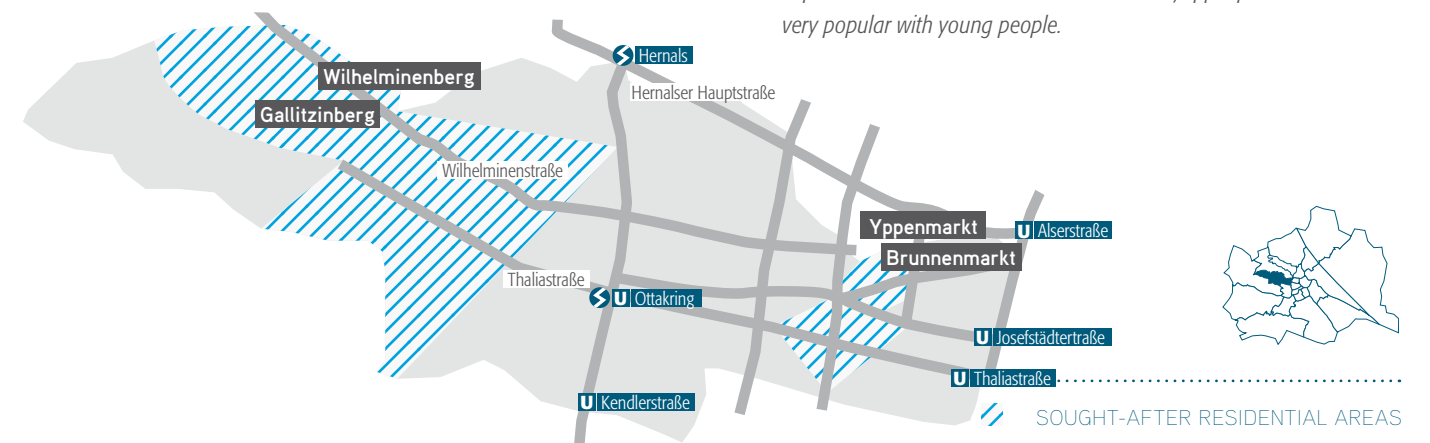 very popular with young people.
Hernals
Wilhelminenberg
Hernalser Hauptstraße
Gallitzinberg
Wilhelminenstraße
Yppenmarkt
U Alserstraße
Brunnenmarkt
Thaliastraße
U Ottakring
U Josefstädtertraße
U Thaliastraße
U Kendlerstraße
SOUGHT-AFTER RESIDENTIAL AREAS